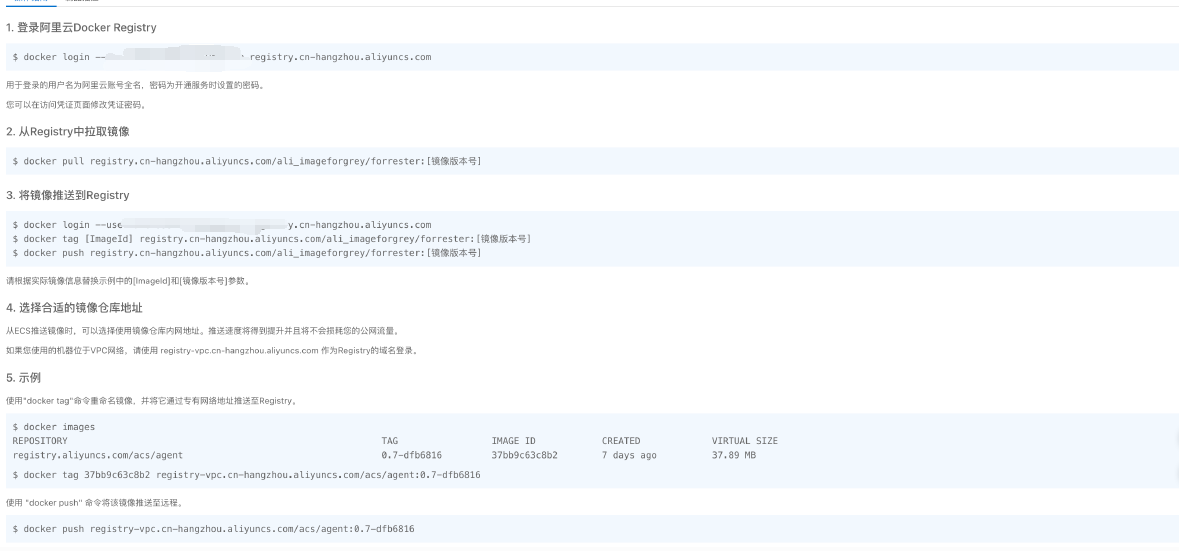 1. 登录阿里云Docker Registry
$ docker login -- registry.cn-hangzhou.aliyuncs.com
用于登录的用户名为阿里云账号全名，密码为开通服务时设置的密码。
您可以在访问凭证页面修改凭证密码。
2. 从Registry中拉取镜像
$ docker pull registry.cn-hangzhou.aliyuncs.com/ali_imageforgrey/forrester:[镜像版本号]
3. 将镜像推送到Registry
$ docker login --use y.cn-hangzhou.aliyuncs.com
$ docker tag [ImageId] registry.cn-hangzhou.aliyuncs.com/ali_imageforgrey/forrester:[镜像版本号]
$ docker push registry.cn-hangzhou.aliyuncs.com/ali_imageforgrey/forrester:[镜像版本号]
请根据实际镜像信息替换示例中的[ImageId]和[镜像版本号]参数。
4. 选择合适的镜像仓库地址
从ECS推送镜像时，可以选择使用镜像仓库内网地址。推送速度将得到提升并且将不会损耗您的公网流量。
如果您使用的机器位于VPC网络，请使用 registry-vpc.cn-hangzhou.aliyuncs.com 作为Registry的域名登录。
5. 示例
使用"docker tag"命令重命名镜像，并将它通过专有网络地址推送至Registry。
$ docker images
REPOSITORY TAG IMAGE ID CREATED VIRTUAL SIZE
registry.aliyuncs.com/acs/agent 0.7-dfb6816 37bb9c63c8b2 7 days ago 37.89 MB
$ docker tag 37bb9c63c8b2 registry-vpc.cn-hangzhou.aliyuncs.com/acs/agent:0.7-dfb6816
使用 "docker push" 命令将该镜像推送至远程。
$ docker push registry-vpc.cn-hangzhou.aliyuncs.com/acs/agent:0.7-dfb6816